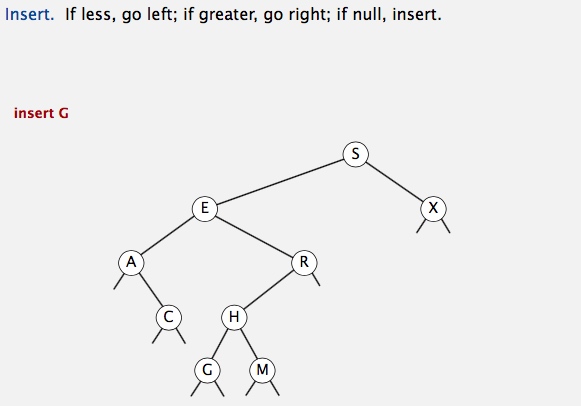 Insert. If less, go left; if greater, go right; if null, insert.
insert G
S
E
X
A
R
C
H
G
M